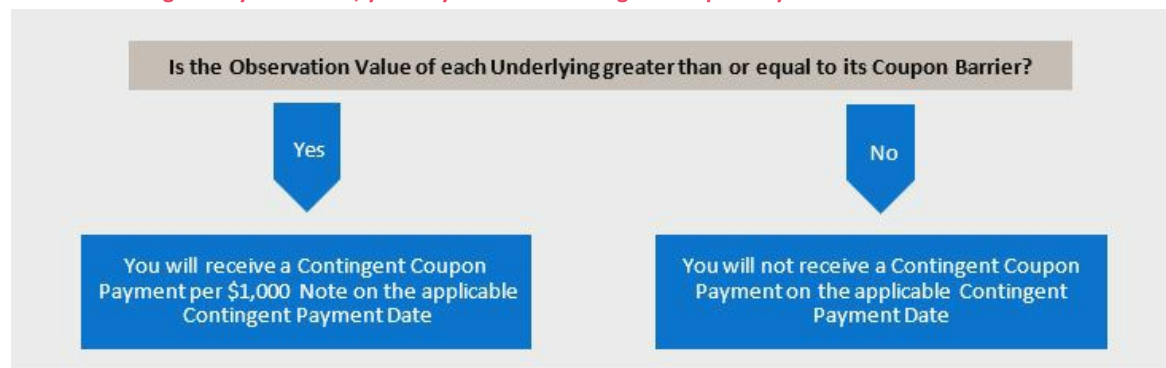 Is the Observation Value of each Underlying greater than or equal to its Coupon Barrier?
Yes
No
You will receive a Contingent Coupon
Payment per $1,000 Note on the applicable
Contingent Payment Date
You will not receive a Contingent Coupon
Payment on the applicable Contingent
Payment Date